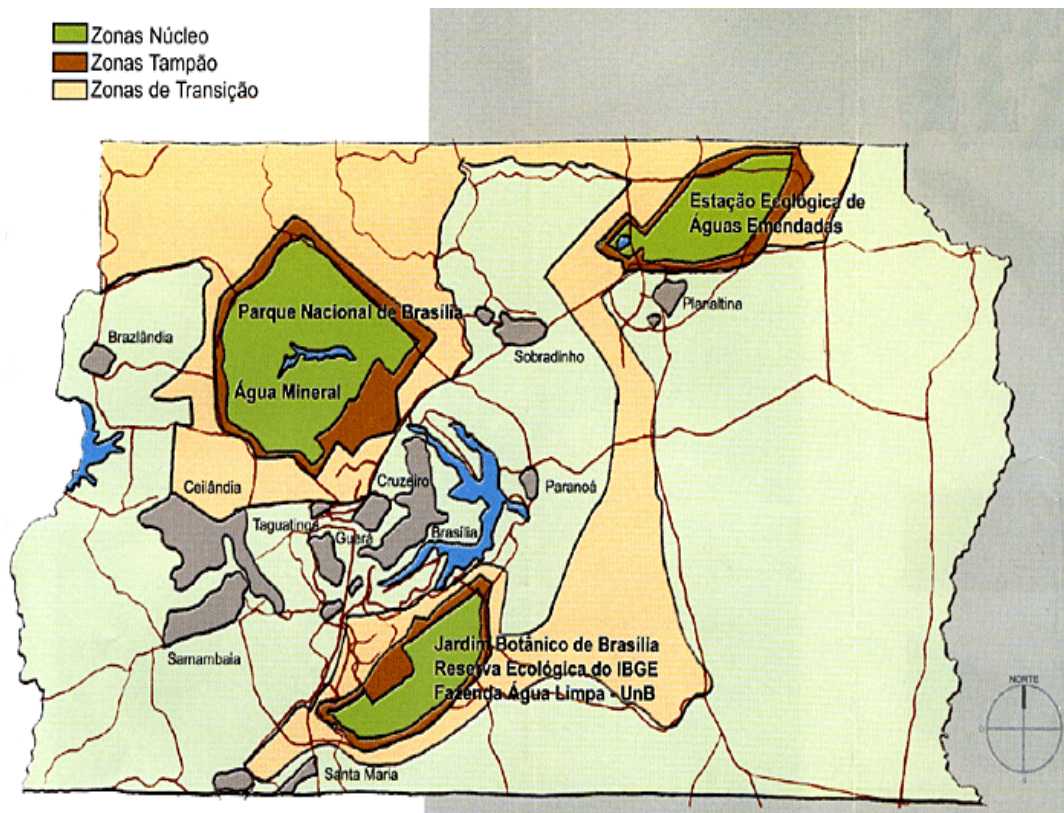 Zonas Núcleo
Zonas Tampão
Zonas de Transição
Estação Ecológica de
Águas Emendadas
Parque Nacional de Brasília
Planaltina
Brazlândia
Sobradinho
Água Mineral
Ceilândia
Cruzeiro
Paranoá
Taguatinga
Guará
Brasília
Samambaia
Jardim Botânico de Brasília
Reserva Ecológica do IBGE
Fazenda Água Limpa - UnB
NORTE
Santa Maria